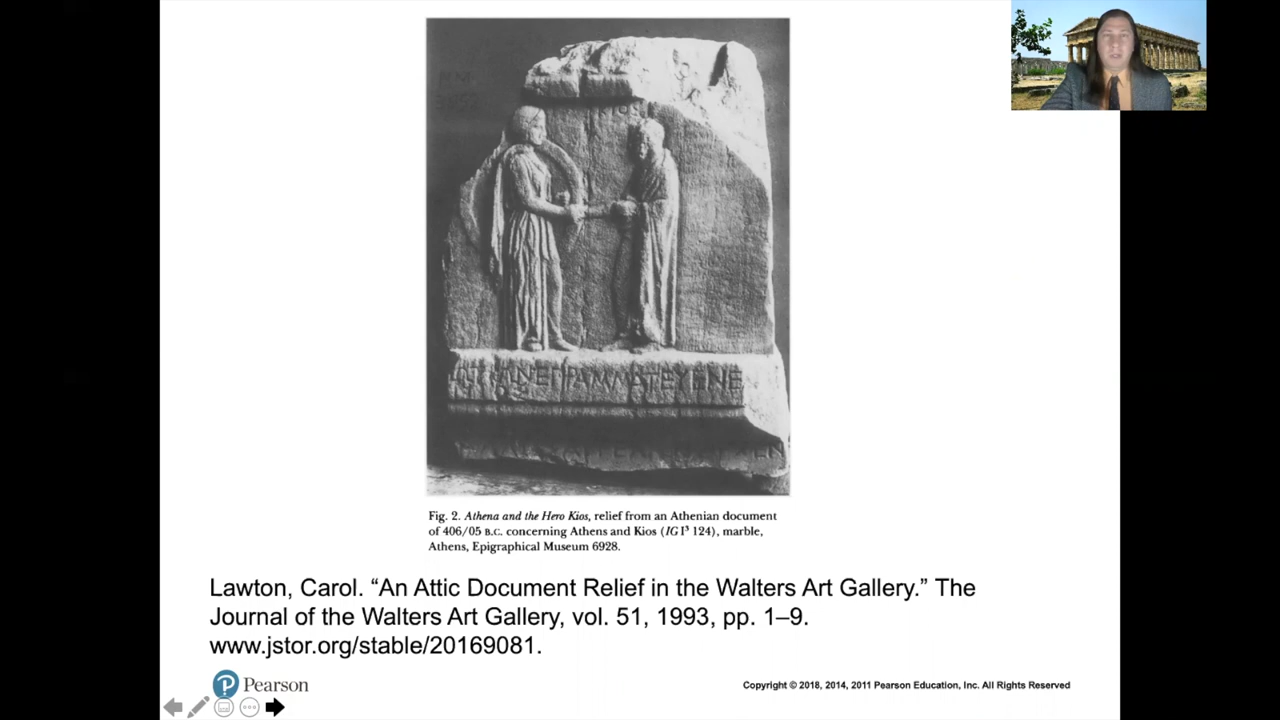 ΚΙΟΣ
ΕΓΡΑΜΜΑΤΕΥΕΝΕ
Fig. 2. Athena and the Hero Kios, relief from an Athenian document
of 406/05 B.C. concerning Athens and Kios (IG I³ 124), marble,
Athens, Epigraphical Museum 6928.
Lawton, Carol. “An Attic Document Relief in the Walters Art Gallery.” The
Journal of the Walters Art Gallery, vol. 51, 1993, pp. 1–9.
www.jstor.org/stable/20169081.
Pearson
Copyright © 2018, 2014, 2011 Pearson Education, Inc. All Rights Reserved